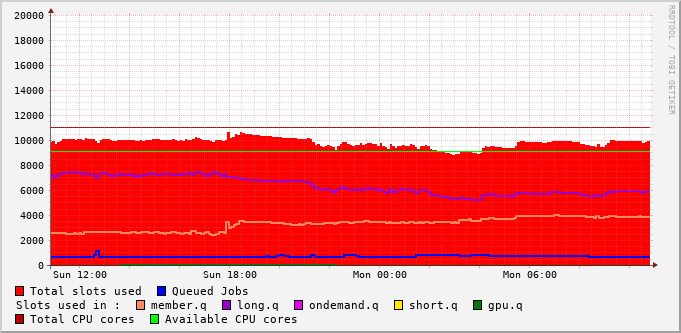 20000
18000
16000
14000
12000
10000
8000
6000
4000
2000
0
Sun 12:00 Sun 18:00 Mon 00:00 Mon 06:00
RRDTOOL / TOBI OETIKER
Total slots used Queued Jobs
Slots used in : member.q long.q ondemand.q short.q gpu.q
Total CPU cores Available CPU cores